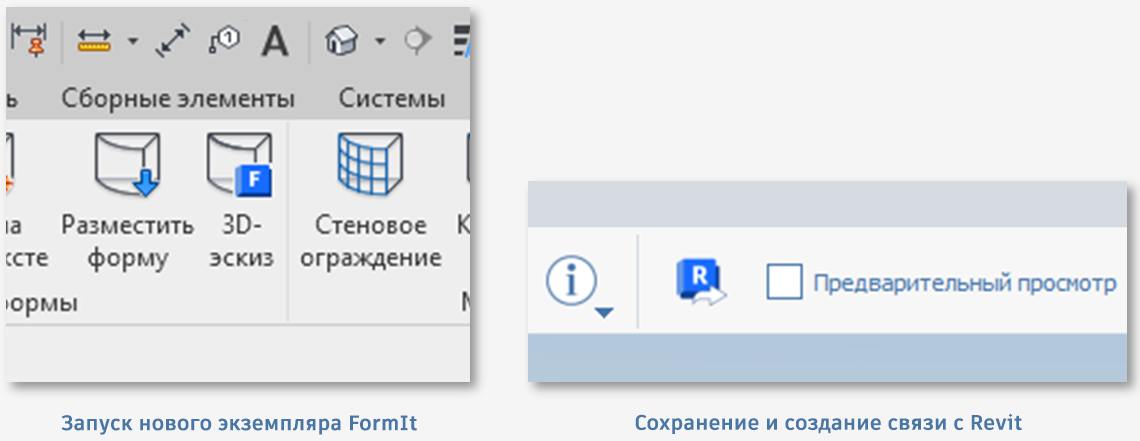 1
A
ь Сборные элементы Системы
F
Разместить 3D- Стеновое
форму эскиз ограждение
ксте
формы
R
i
Предварительный просмотр
Запуск нового экземпляра FormIt
Сохранение и создание связи с Revit